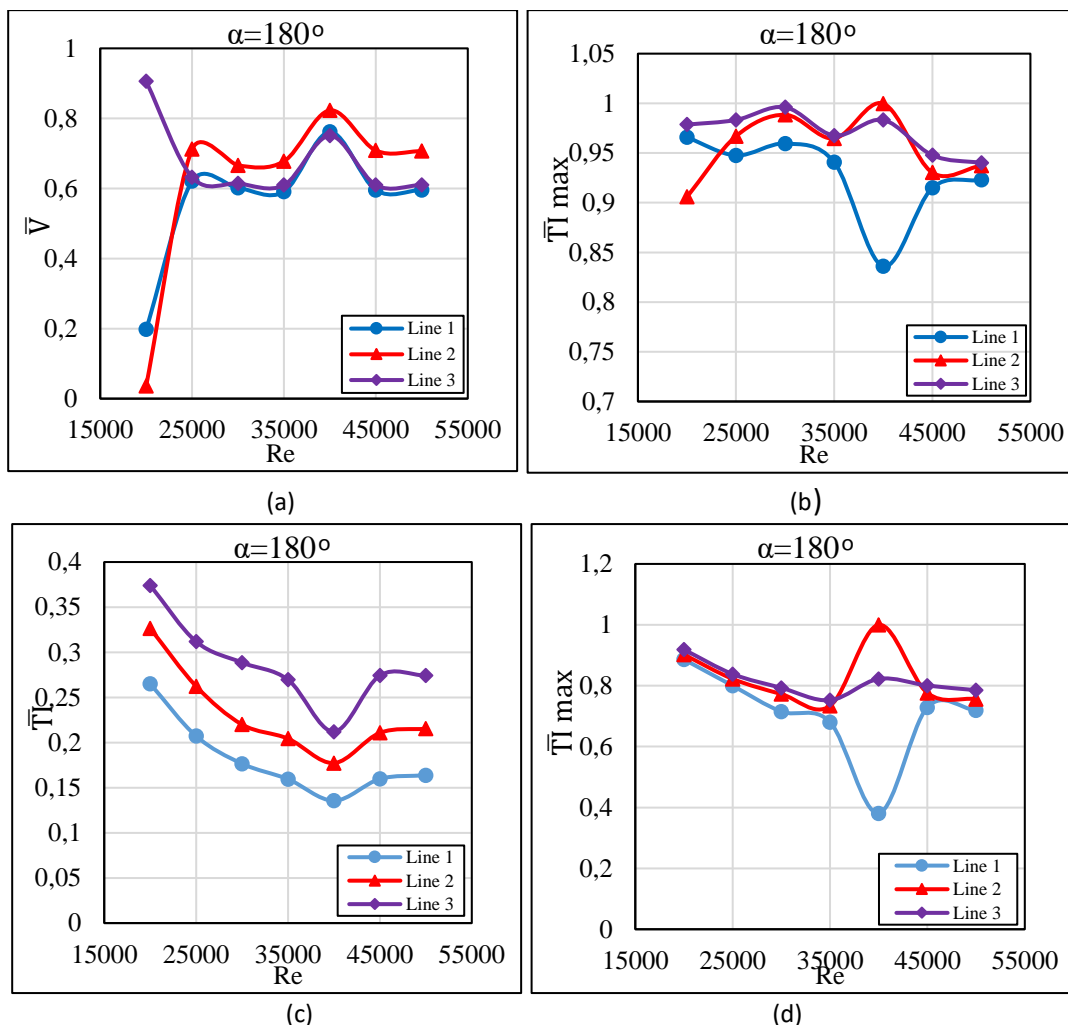 α=180°
1
0,8
0,6
0,4
0,2
0
V̅
15000 25000 35000 45000 55000
Re
Line 1
Line 2
Line 3
(a)
α=180°
1,05
1
0,95
0,9
0,85
0,8
0,75
0,7
T̅I max
15000 25000 35000 45000 55000
Re
Line 1
Line 2
Line 3
(b)
α=180°
0,4
0,35
0,3
0,25
0,2
0,15
0,1
0,05
0
T̅I
15000 25000 35000 45000 55000
Re
Line 1
Line 2
Line 3
(c)
α=180°
1,2
1
0,8
0,6
0,4
0,2
0
T̅I max
15000 25000 35000 45000 55000
Re
Line 1
Line 2
Line 3
(d)